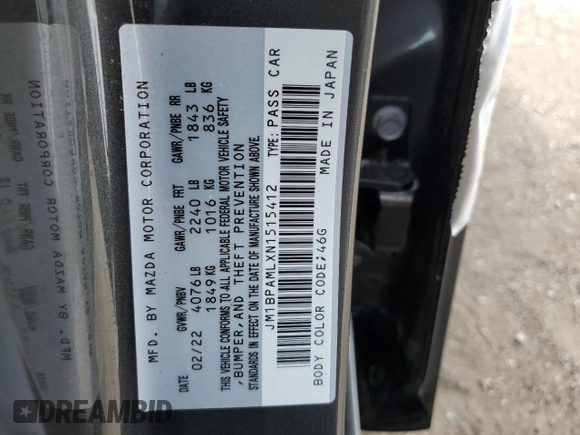 MFD. BY MAZDA MOTOR CORPORATION
DATE GVWR/PNBV GAWR/PNBE FRT GAWR/PNBE RR
02/22 4076 LB 2240 LB 1843 LB
1849 KG 1016 KG 836 KG
THIS VEHICLE CONFORMS TO ALL APPLICABLE FEDERAL MOTOR VEHICLE SAFETY
,BUMPER,AND THEFT PREVENTION
STANDARDS IN EFFECT ON THE DATE OF MANUFACTURE SHOWN ABOVE.
JM1BPAMLXN1515412 TYPE: PASS CAR
BODY COLOR CODE;46G MADE IN JAPAN
DREAMBID